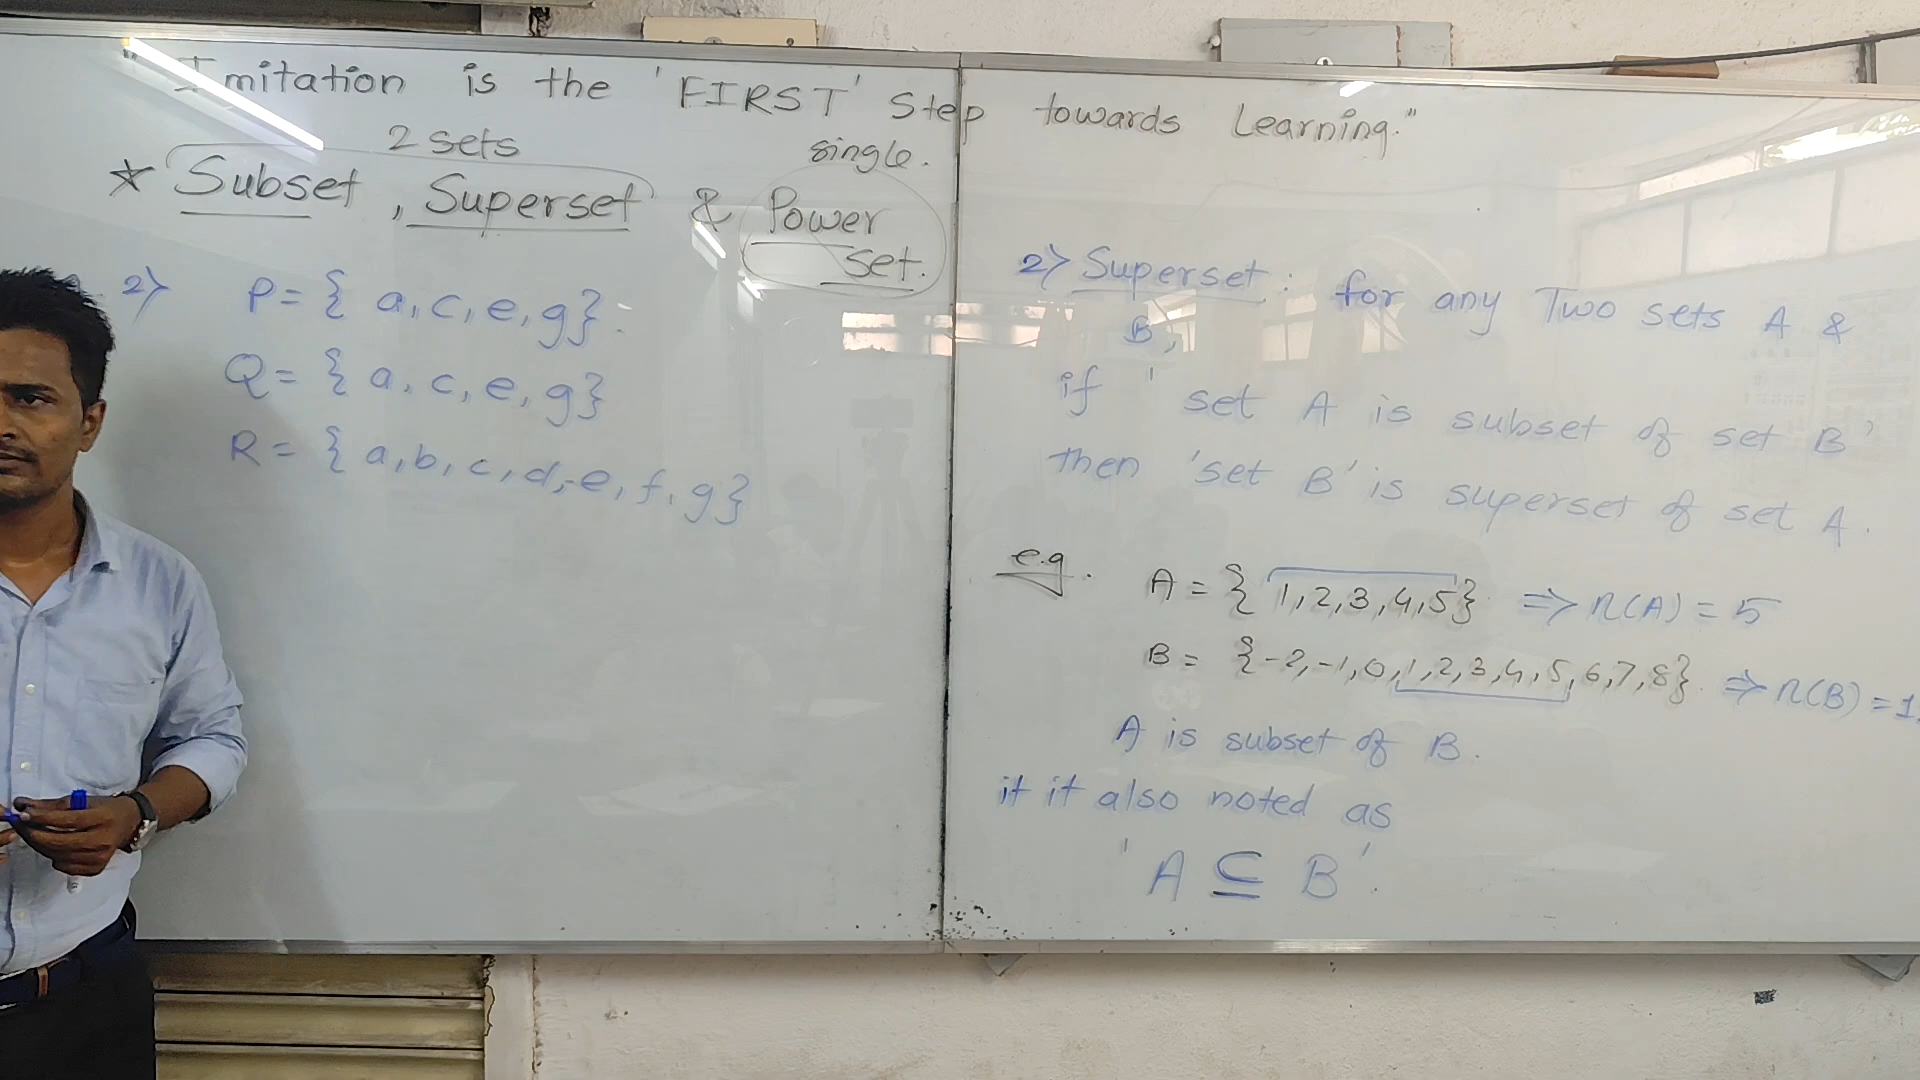 " Imitation is the 'FIRST' Step towards Learning."
2 sets single.
* Subset, Superset & Power
set.
2> P = { a, c, e, g}.
Q = { a, c, e, g}
R = { a, b, c, d, e, f, g}
2> Superset : for any Two sets A &
B,
if ' set A is subset of set B'
then 'set B' is superset of set A.
e.g. A = { 1,2,3,4,5} => n(A) = 5
B = {-2,-1,0,1,2,3,4,5,6,7,8}. => n(B) =
A is subset of B.
it it also noted as
'A ⊆ B'.